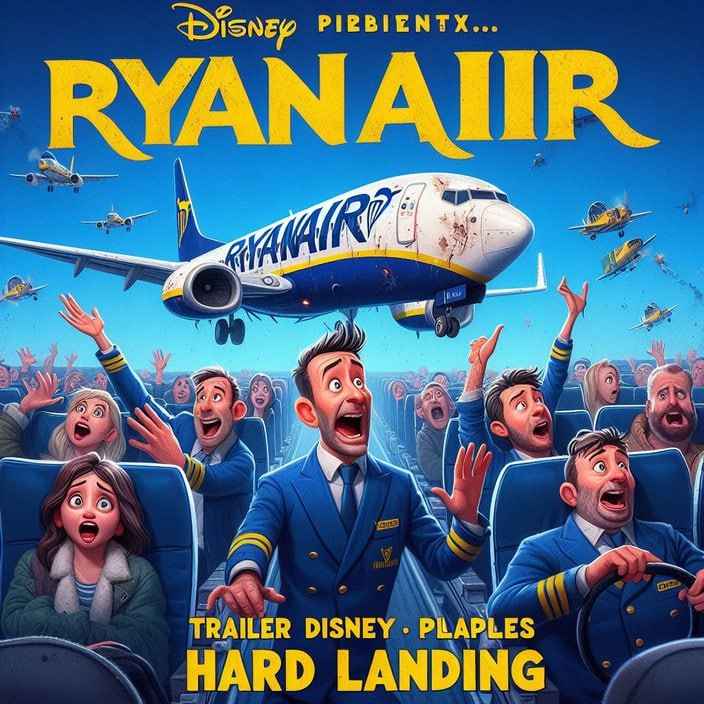 DISNEY PIRBIENTX...
RYANAIIR
RYANAIR
TRAILER DISNEY · PLAPLES
HARD LANDING